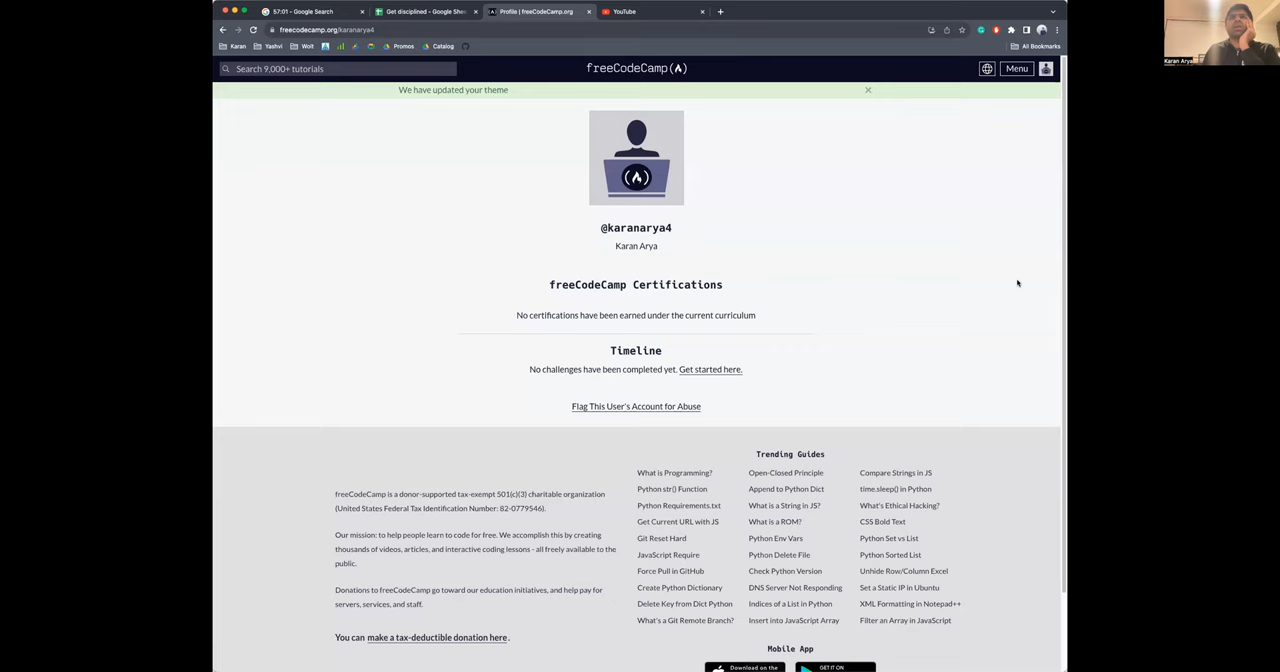 57:01 - Google Search
Get disciplined - Google She
Profile | freeCodeCamp.org
YouTube
freecodecamp.org/karanarya4
Karan
Yashvi
Wolt
Promos
Catalog
All Bookmarks
Search 9,000+ tutorials
freeCodeCamp
Menu
We have updated your theme
@karanarya4
Karan Arya
freeCodeCamp Certifications
No certifications have been earned under the current curriculum
Timeline
No challenges have been completed yet. Get started here.
Flag This User's Account for Abuse
freeCodeCamp is a donor-supported tax-exempt 501(c)(3) charitable organization
(United States Federal Tax Identification Number: 82-0779546).
Our mission: to help people learn to code for free. We accomplish this by creating
thousands of videos, articles, and interactive coding lessons - all freely available to the
public.
Donations to freeCodeCamp go toward our education initiatives, and help pay for
servers, services, and staff.
You can make a tax-deductible donation here.
Trending Guides
What is Programming?
Python str() Function
Python Requirements.txt
Get Current URL with JS
Git Reset Hard
JavaScript Require
Force Pull in GitHub
Create Python Dictionary
Delete Key from Dict Python
What's a Git Remote Branch?
Open-Closed Principle
Append to Python Dict
What is a String in JS?
What is a ROM?
Python Env Vars
Python Delete File
Check Python Version
DNS Server Not Responding
Indices of a List in Python
Insert into JavaScript Array
Compare Strings in JS
time.sleep() in Python
What's Ethical Hacking?
CSS Bold Text
Python Set vs List
Python Sorted List
Unhide Row/Column Excel
Set a Static IP in Ubuntu
XML Formatting in Notepad++
Filter an Array in JavaScript
Mobile App
Download on the
GET IT ON
Karan Arya